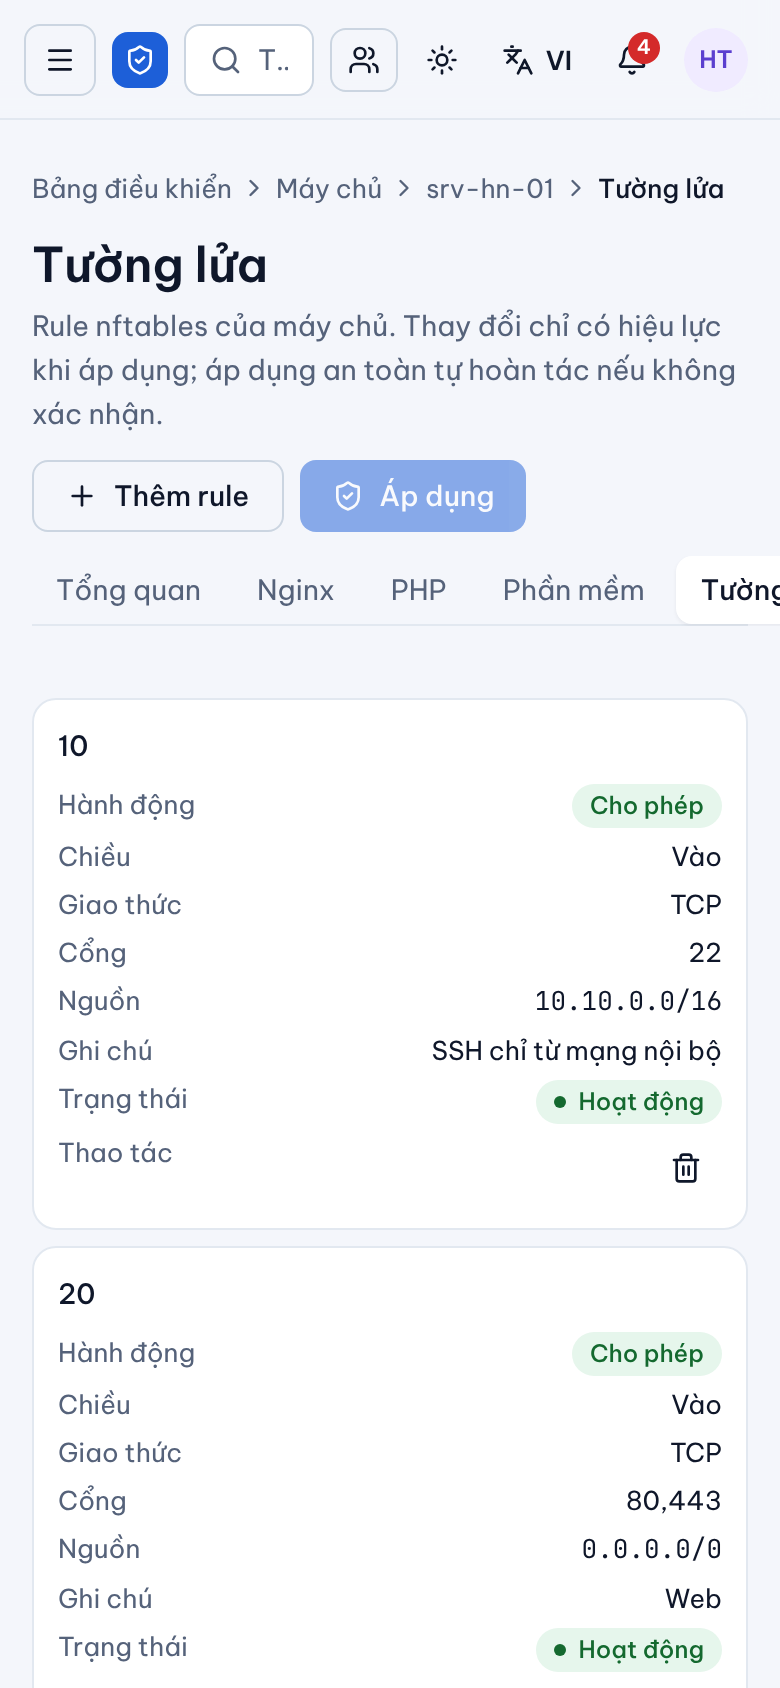 T..
VI
4
HT
Bảng điều khiển > Máy chủ > srv-hn-01 > Tường lửa
Tường lửa
Rule nftables của máy chủ. Thay đổi chỉ có hiệu lực
khi áp dụng; áp dụng an toàn tự hoàn tác nếu không
xác nhận.
Thêm rule
Áp dụng
Tổng quan
Nginx
PHP
Phần mềm
Tường
10
Hành động
Cho phép
Chiều
Vào
Giao thức
TCP
Cổng
22
Nguồn
10.10.0.0/16
Ghi chú
SSH chỉ từ mạng nội bộ
Trạng thái
Hoạt động
Thao tác
20
Hành động
Cho phép
Chiều
Vào
Giao thức
TCP
Cổng
80,443
Nguồn
0.0.0.0/0
Ghi chú
Web
Trạng thái
Hoạt động